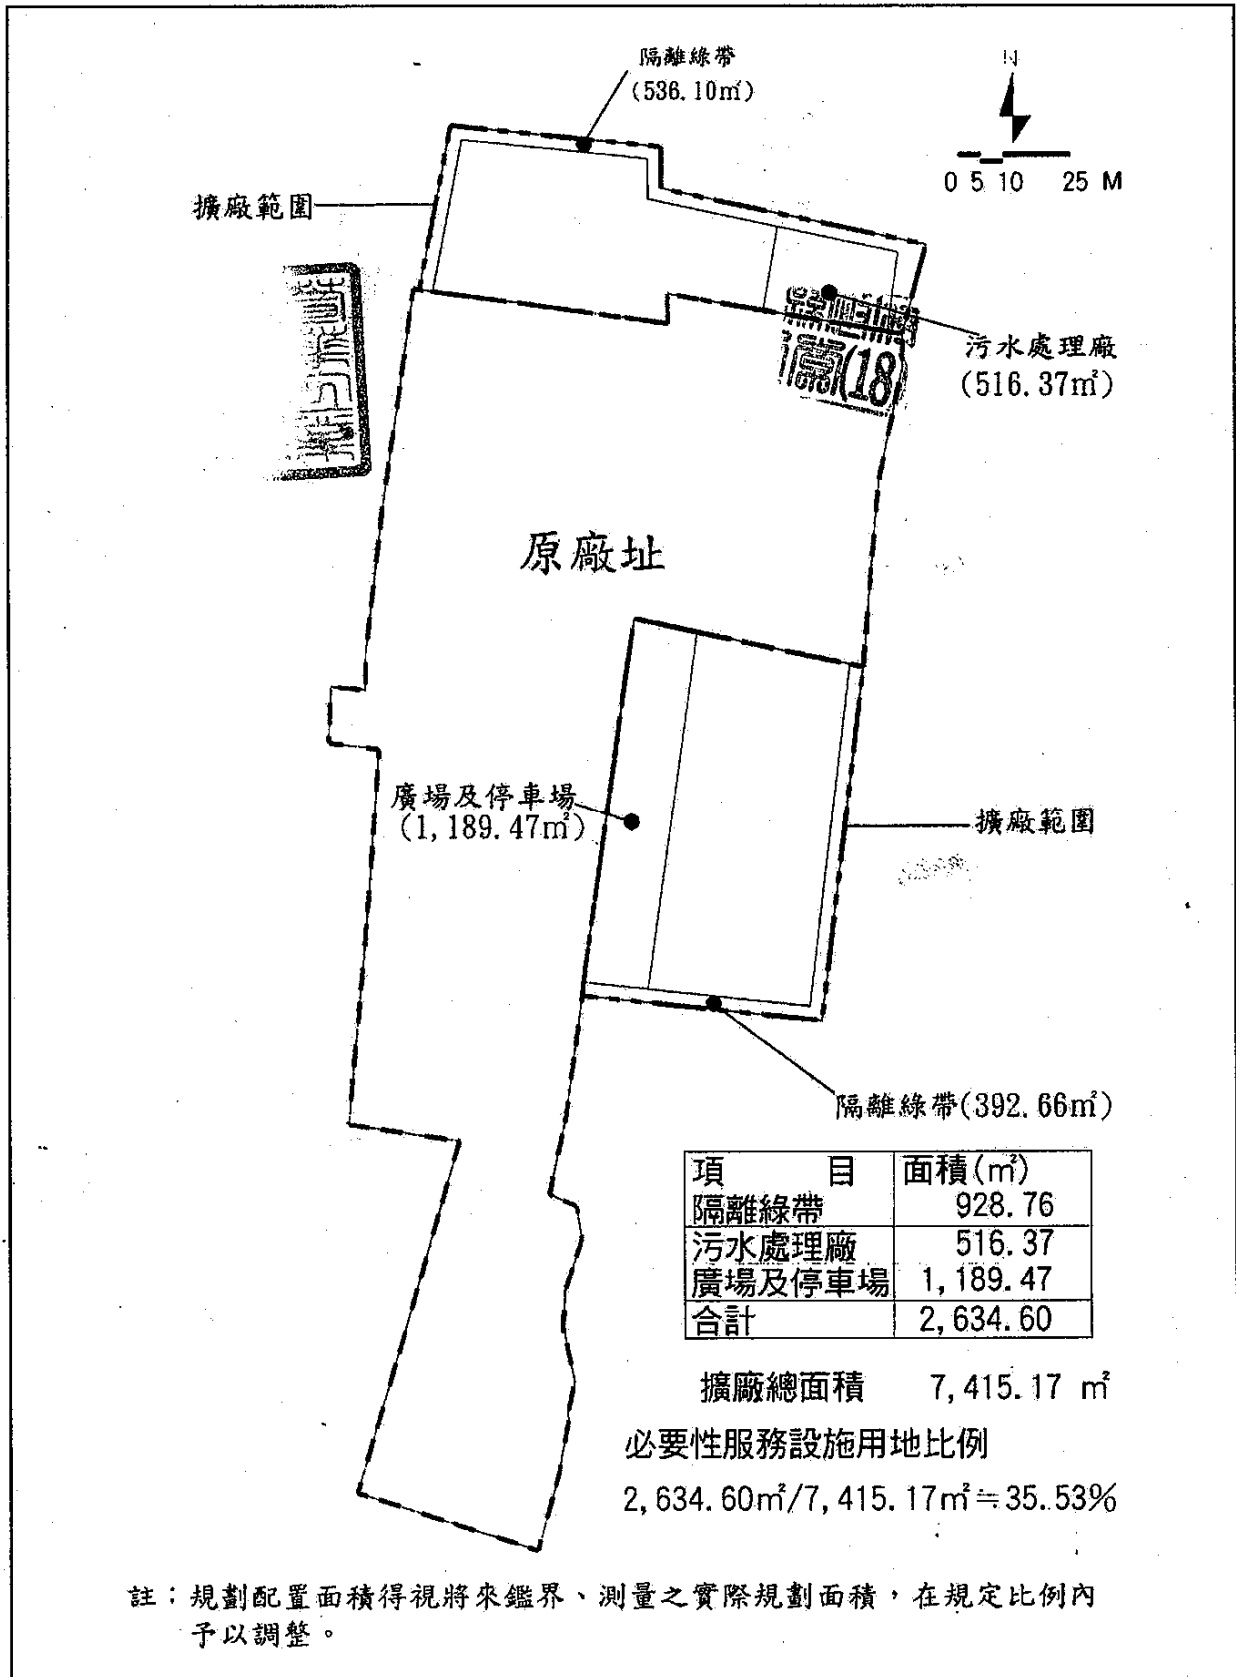 隔離綠帶
(536.10㎡)
N
0 5 10 25 M
擴廠範圍
污水處理廠
(516.37㎡)
(18)
原廠址
廣場及停車場
(1,189.47㎡)
擴廠範圍
隔離綠帶(392.66㎡)
項 目 面積(㎡)
隔離綠帶 928.76
污水處理廠 516.37
廣場及停車場 1,189.47
合計 2,634.60
擴廠總面積 7,415.17 ㎡
必要性服務設施用地比例
2,634.60㎡/7,415.17㎡≒35.53%
註：規劃配置面積得視將來鑑界、測量之實際規劃面積，在規定比例內
予以調整。